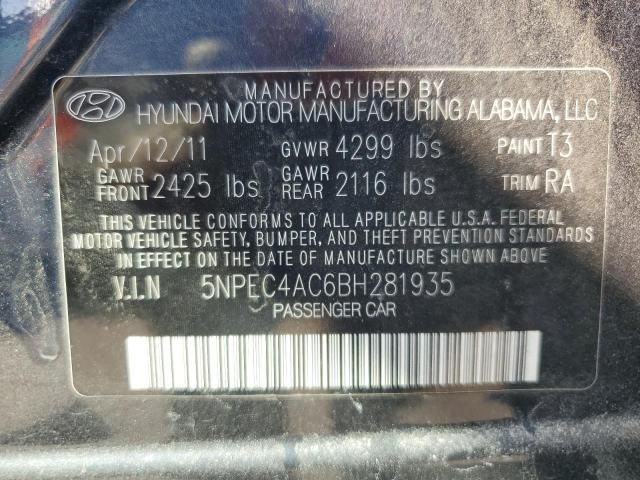 MANUFACTURED BY
HYUNDAI MOTOR MANUFACTURING ALABAMA, LLC
Apr/12/11 GVWR 4299 lbs PAINT T3
GAWR FRONT 2425 lbs GAWR REAR 2116 lbs TRIM RA
THIS VEHICLE CONFORMS TO ALL APPLICABLE U.S.A. FEDERAL
MOTOR VEHICLE SAFETY, BUMPER, AND THEFT PREVENTION
STANDARDS IN EFFECT ON THE DATE OF MANUFACTURE
V.I.N 5NPEC4AC6BH281935
PASSENGER CAR